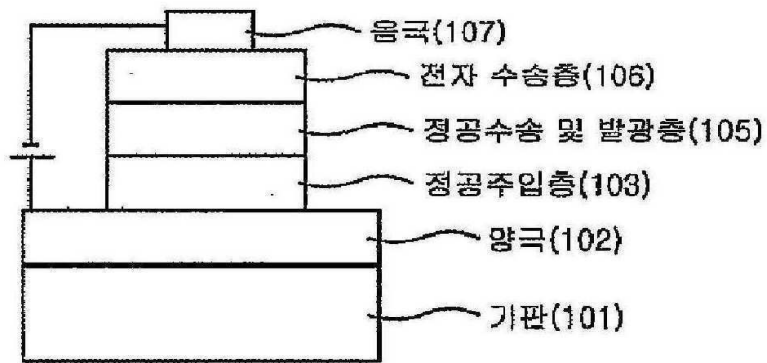 음극(107)
전자 수송층(106)
정공수송 및 발광층(105)
정공주입층(103)
양극(102)
기판(101)